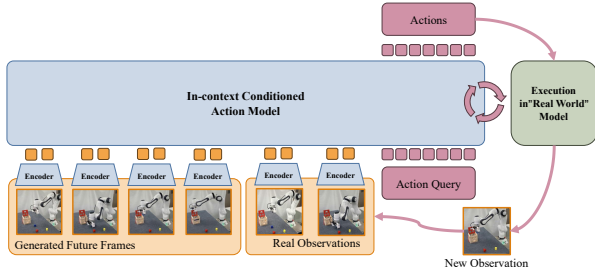 Actions
In-context Conditioned
Action Model
Execution
in"Real World"
Model
Encoder
Encoder
Encoder
Encoder
Encoder
Encoder
Action Query
Generated Future Frames
Real Observations
New Observation